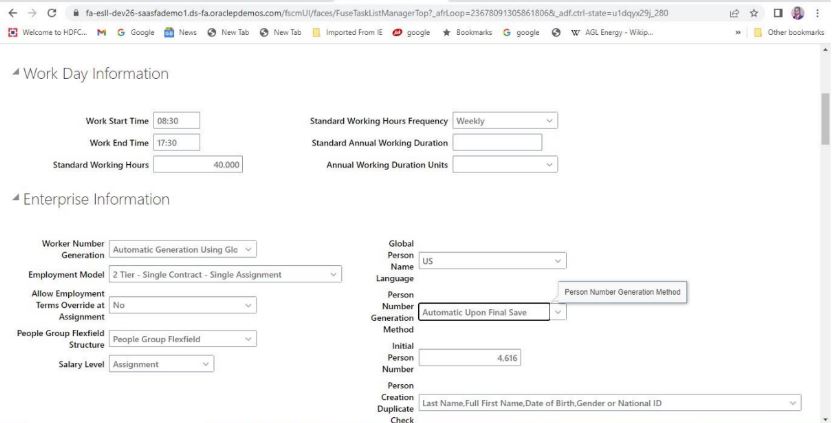 fa-esll-dev26-saasfademo1.ds-fa.oraclepdemos.com/fscmUI/faces/FuseTaskListManagerTop?_afrLoop=23678091305861806&_adf.ctrl-state=u1dqyx29j_280
Welcome to HDFC... Google News New Tab New Tab Imported From IE google Bookmarks google W AGL Energy - Wikip... » Other bookmarks
Work Day Information
Work Start Time 08:30 Standard Working Hours Frequency Weekly
Work End Time 17:30 Standard Annual Working Duration
Standard Working Hours 40.000 Annual Working Duration Units
Enterprise Information
Worker Number
Generation
Automatic Generation Using Glo
Employment Model 2 Tier - Single Contract - Single Assignment
Allow Employment
Terms Override at
Assignment
No
People Group Flexfield
Structure
People Group Flexfield
Salary Level Assignment
Global
Person
Name
Language
US
Person Number Generation Method
Person
Number
Generation
Method
Automatic Upon Final Save
Initial
Person
Number
4,616
Person
Creation
Duplicate
Check
Last Name,Full First Name,Date of Birth,Gender or National ID